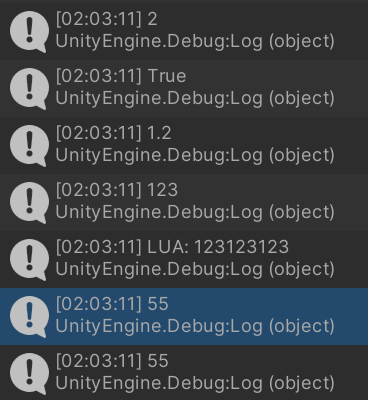 [02:03:11] 2
UnityEngine.Debug:Log (object)
[02:03:11] True
UnityEngine.Debug:Log (object)
[02:03:11] 1.2
UnityEngine.Debug:Log (object)
[02:03:11] 123
UnityEngine.Debug:Log (object)
[02:03:11] LUA: 123123123
UnityEngine.Debug:Log (object)
[02:03:11] 55
UnityEngine.Debug:Log (object)
[02:03:11] 55
UnityEngine.Debug:Log (object)